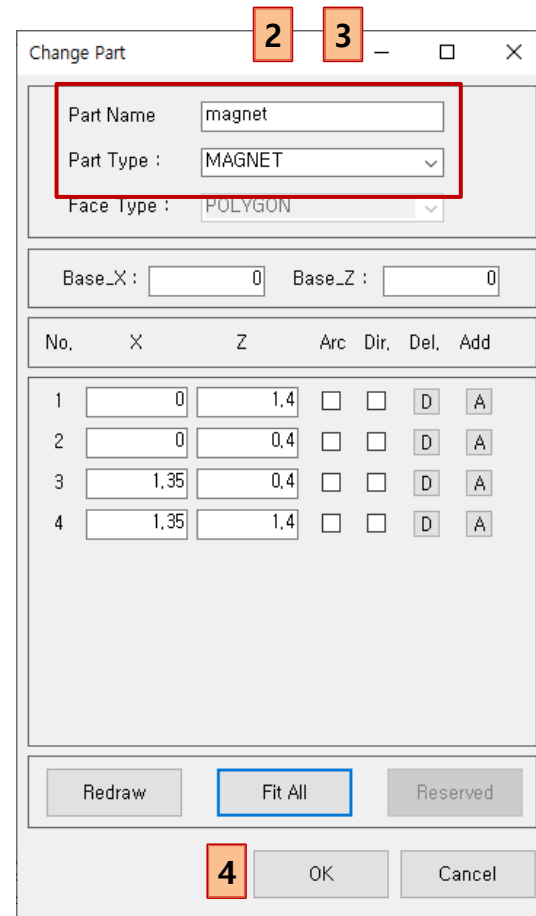 2 3
Change Part
Part Name magnet
Part Type : MAGNET
Face Type : POLYGON
Base_X : 0 Base_Z : 0
No. X Z Arc Dir. Del. Add
1 0 1.4 D A
2 0 0.4 D A
3 1.35 0.4 D A
4 1.35 1.4 D A
Redraw Fit All Reserved
4 OK Cancel